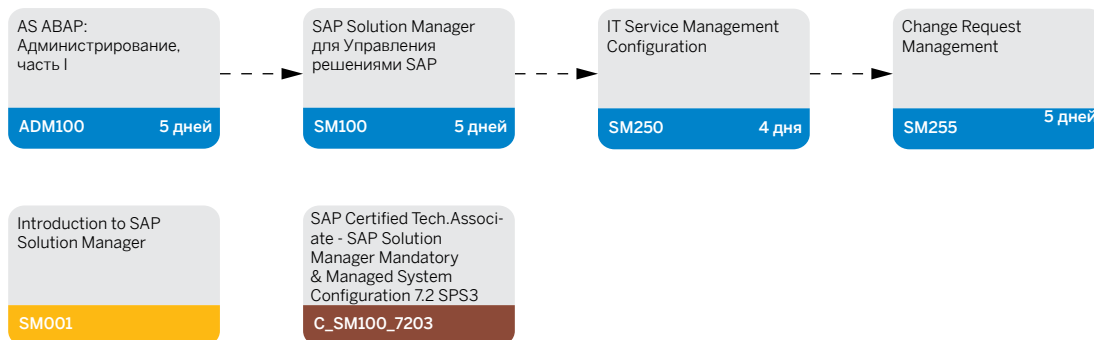 AS ABAP:
Администрирование,
часть I
ADM100 5 дней
SAP Solution Manager
для Управления
решениями SAP
SM100 5 дней
IT Service Management
Configuration
SM250 4 дня
Change Request
Management
SM255 5 дней
Introduction to SAP
Solution Manager
SM001
SAP Certified Tech.Associ-
ate - SAP Solution
Manager Mandatory
& Managed System
Configuration 7.2 SPS3
C_SM100_7203